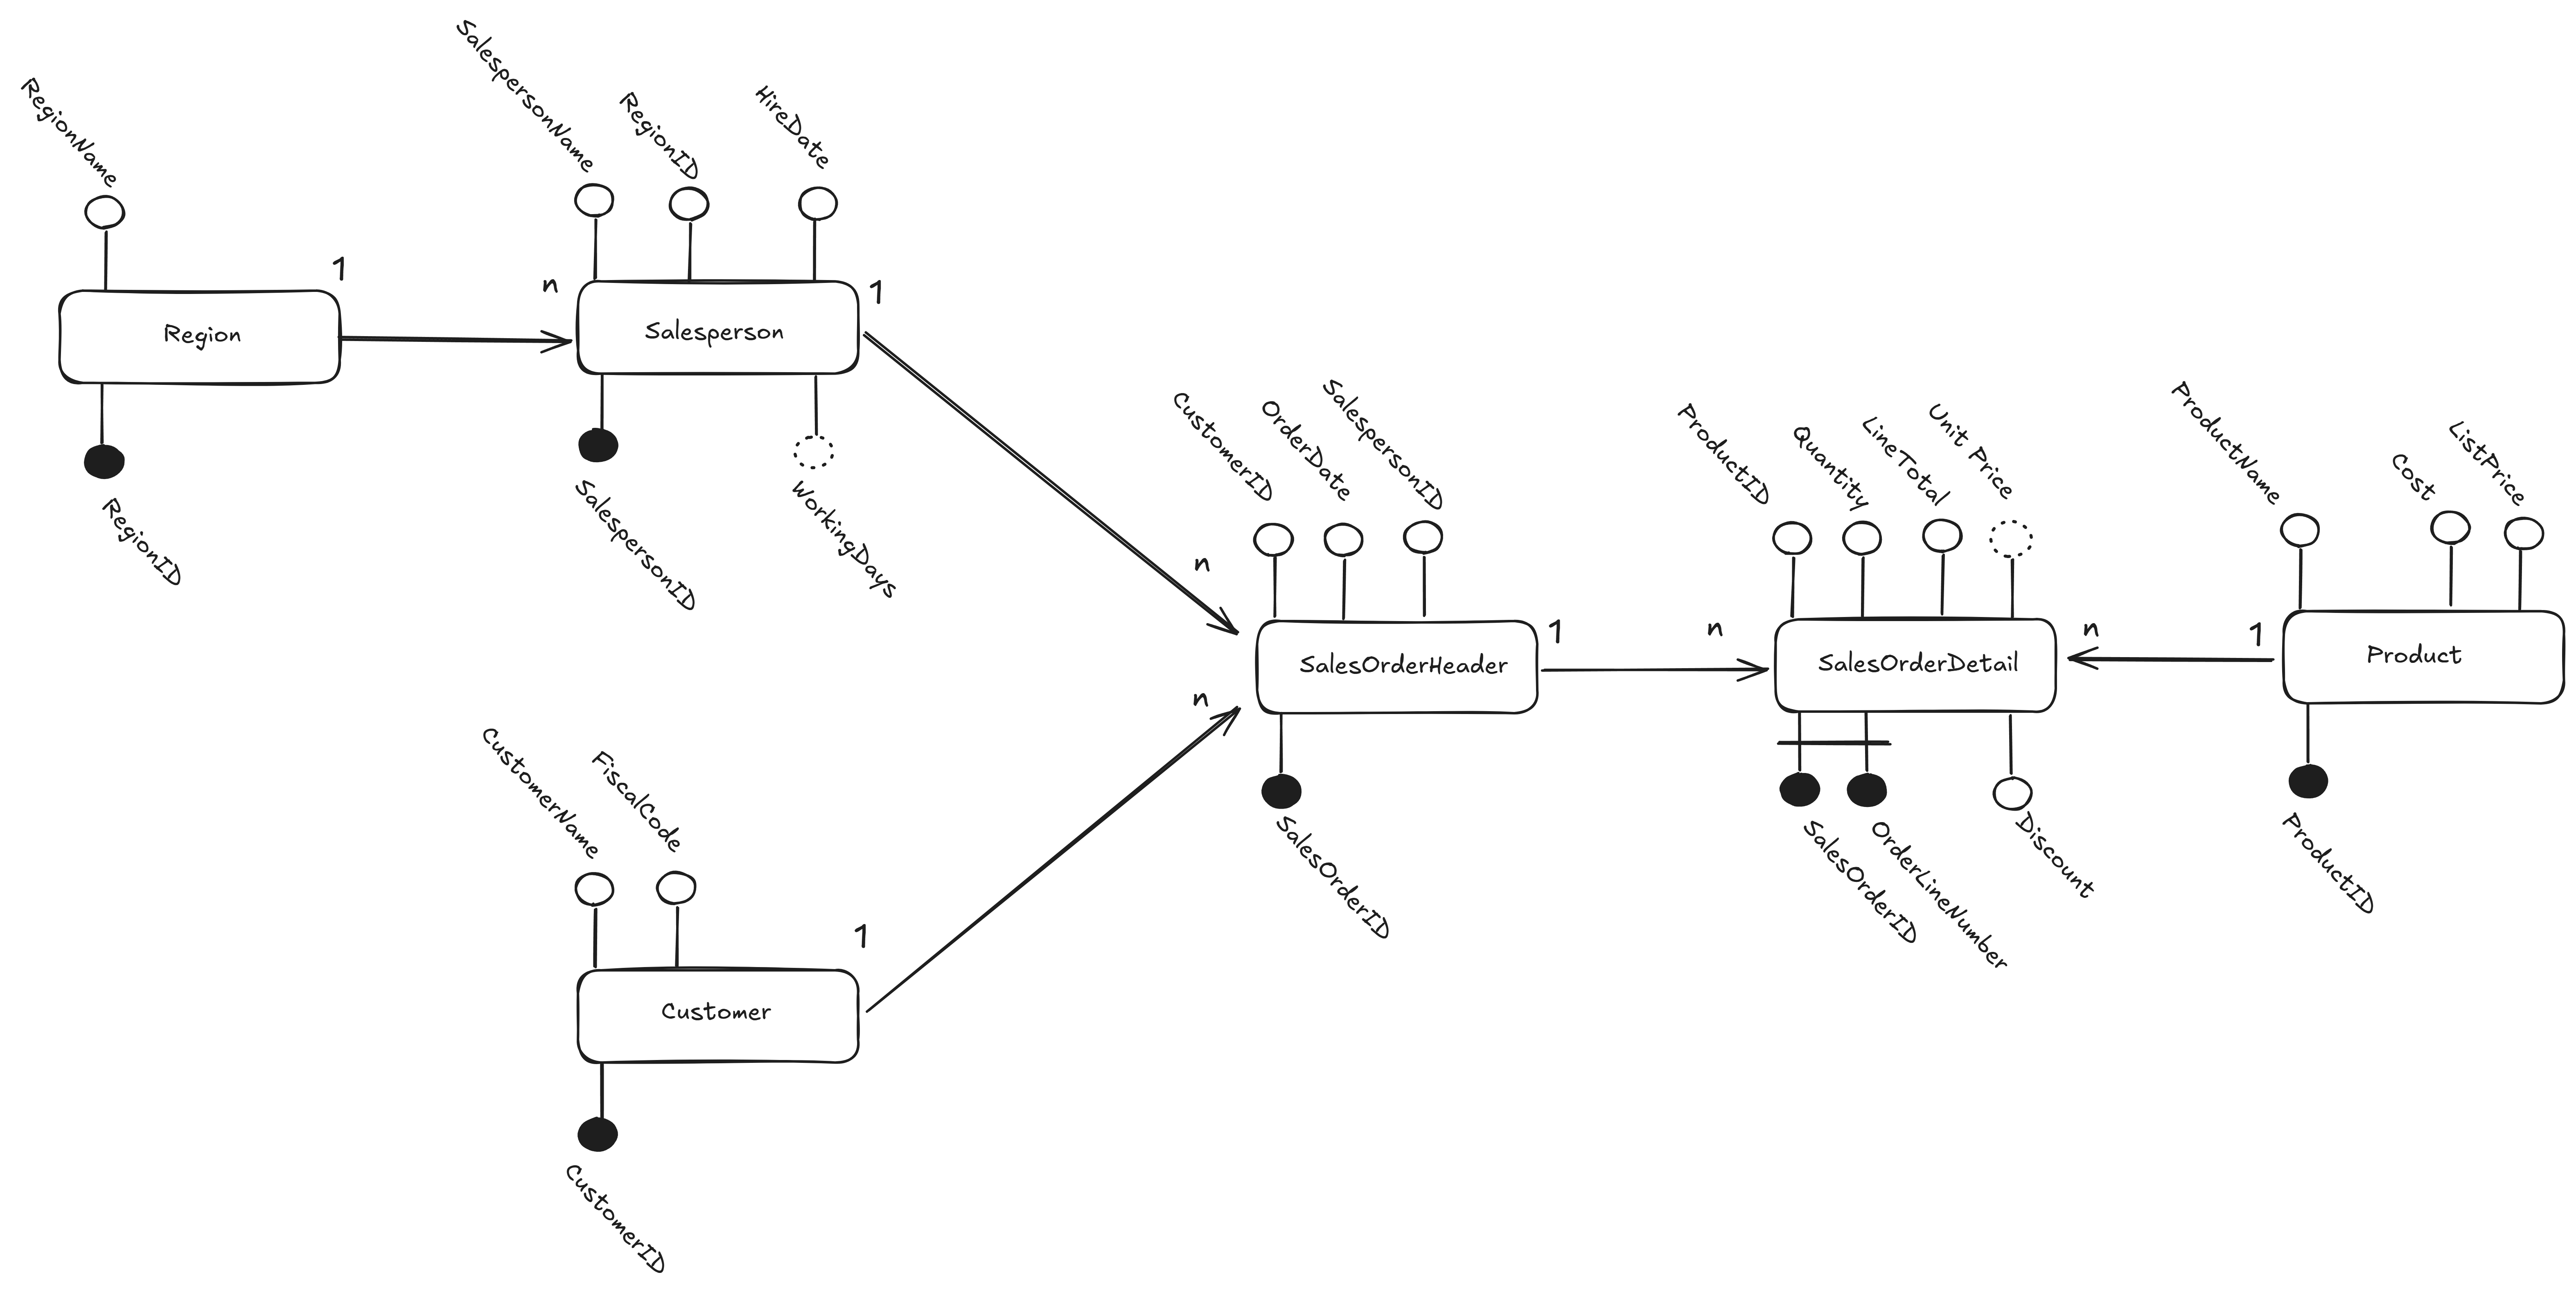 RegionName
1
Region
RegionID
SalespersonName
RegionID
HireDate
n
1
Salesperson
SalespersonID
WorkingDays
CustomerName
FiscalCode
1
Customer
CustomerID
CustomerID
OrderDate
SalespersonID
n
n
1
SalesOrderHeader
SalesOrderID
ProductID
Quantity
LineTotal
Unit Price
n
n
SalesOrderDetail
SalesOrderID
OrderLineNumber
Discount
ProductName
Cost
ListPrice
1
Product
ProductID